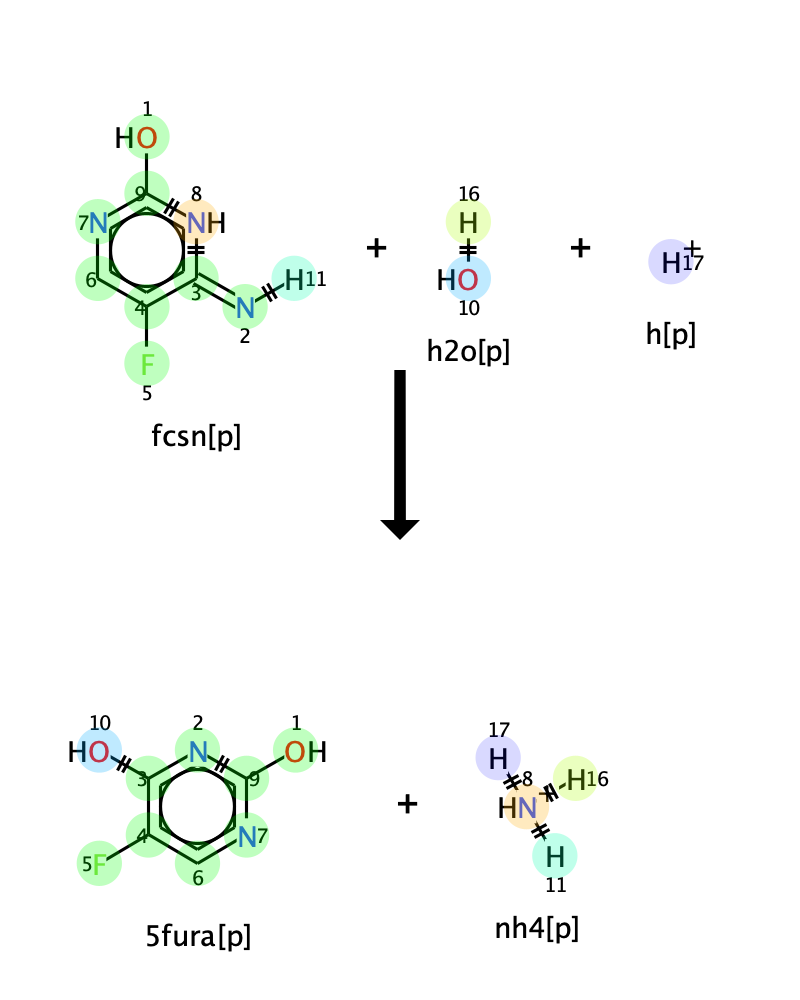 1
HO
9 8
7N NH
16
H
+ + H+
17
6 3 H11
HO
4 N
10
2
h2o[p]
h[p]
F
5
fcsn[p]
10 2 1
HO N OH
17
H
3 9
8 H16
+ HN
4 N7
5F
6
H
11
5fura[p]
nh4[p]